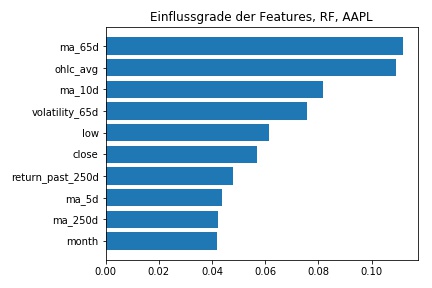 Einflussgrade der Features, RF, AAPL
ma_65d
ohlc_avg
ma_10d
volatility_65d
low
close
return_past_250d
ma_5d
ma_250d
month
0.00 0.02 0.04 0.06 0.08 0.10